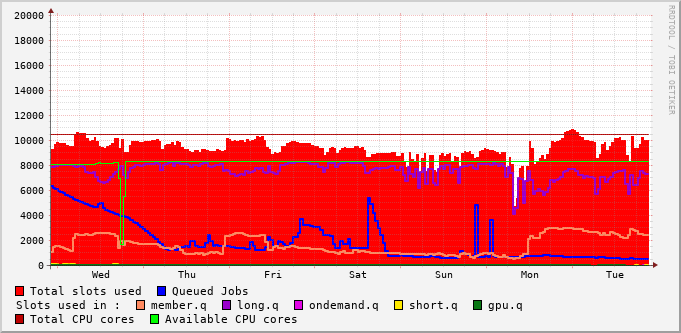 20000
18000
16000
14000
12000
10000
8000
6000
4000
2000
0
Wed Thu Fri Sat Sun Mon Tue
Total slots used Queued Jobs
Slots used in : member.q long.q ondemand.q short.q gpu.q
Total CPU cores Available CPU cores
RRDTOOL / TOBI OETIKER